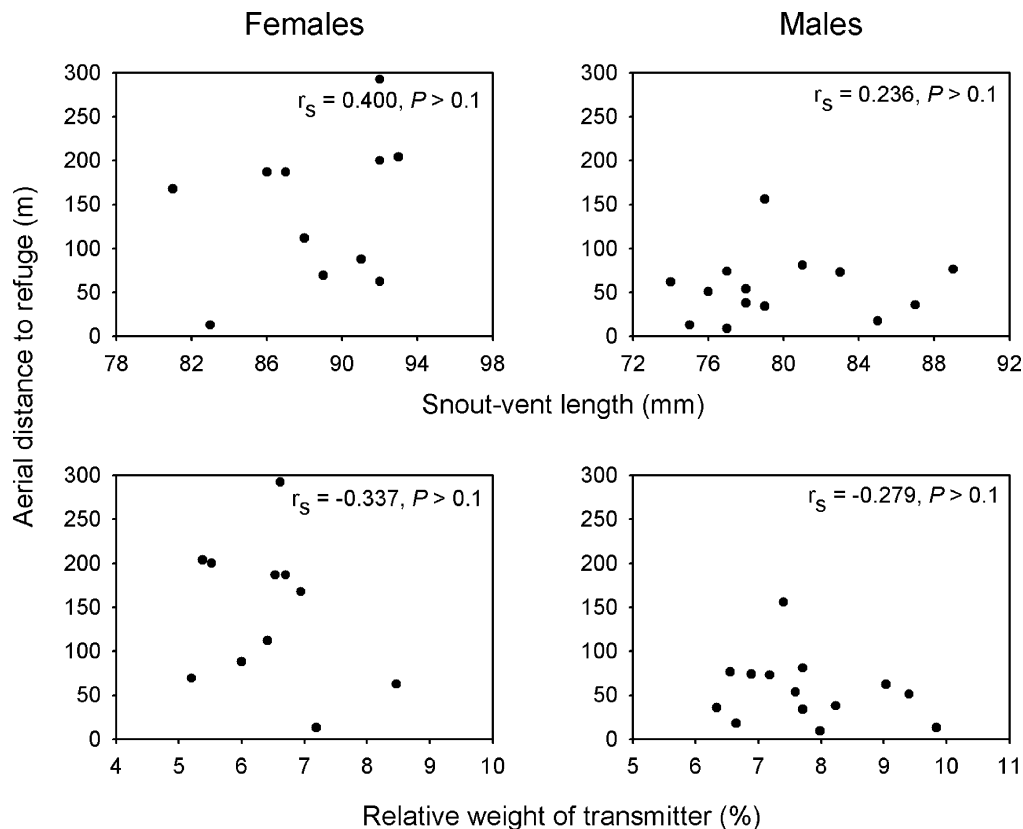 Females
Males
Aerial distance to refuge (m)
300
250
200
150
100
50
0
rs = 0.400, P > 0.1
78 82 86 90 94 98
300
250
200
150
100
50
0
rs = 0.236, P > 0.1
72 76 80 84 88 92
Snout-vent length (mm)
300
250
200
150
100
50
0
rs = -0.337, P > 0.1
4 5 6 7 8 9 10
300
250
200
150
100
50
0
rs = -0.279, P > 0.1
5 6 7 8 9 10 11
Relative weight of transmitter (%)